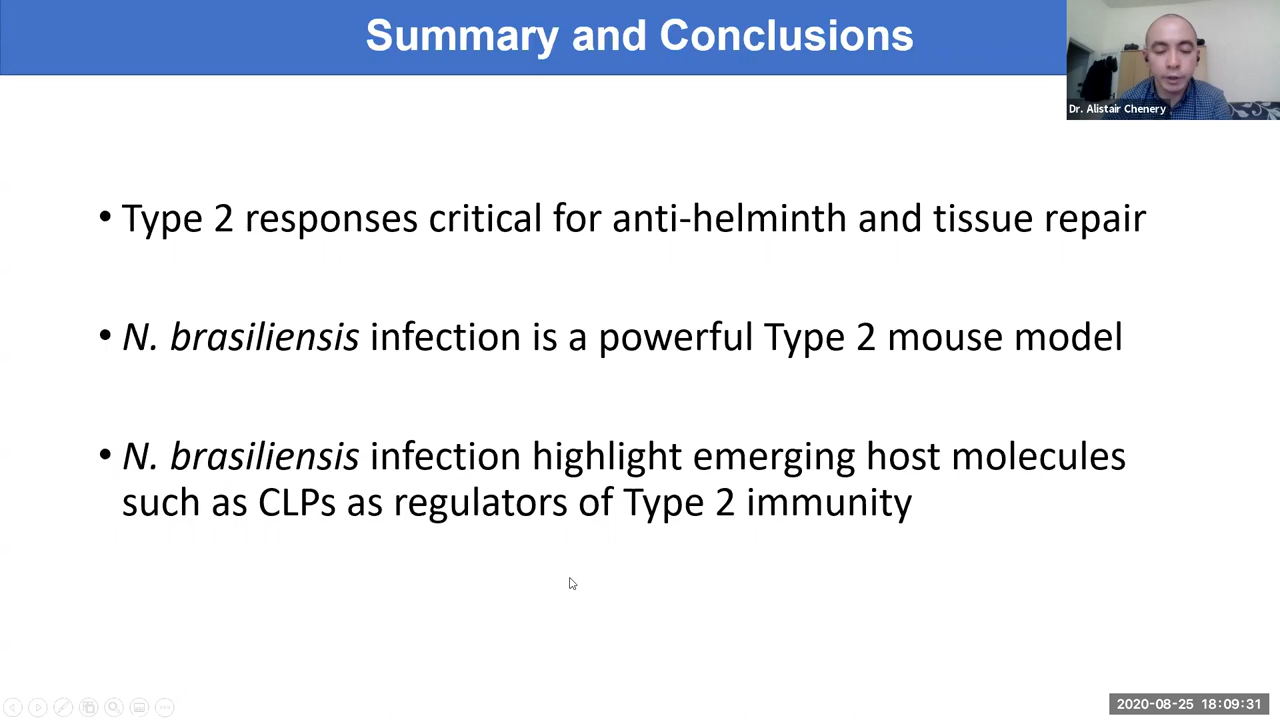 Summary and Conclusions
Dr. Alistair Chenery
• Type 2 responses critical for anti-helminth and tissue repair
• N. brasiliensis infection is a powerful Type 2 mouse model
• N. brasiliensis infection highlight emerging host molecules
such as CLPs as regulators of Type 2 immunity
2020-08-25 18:09:31